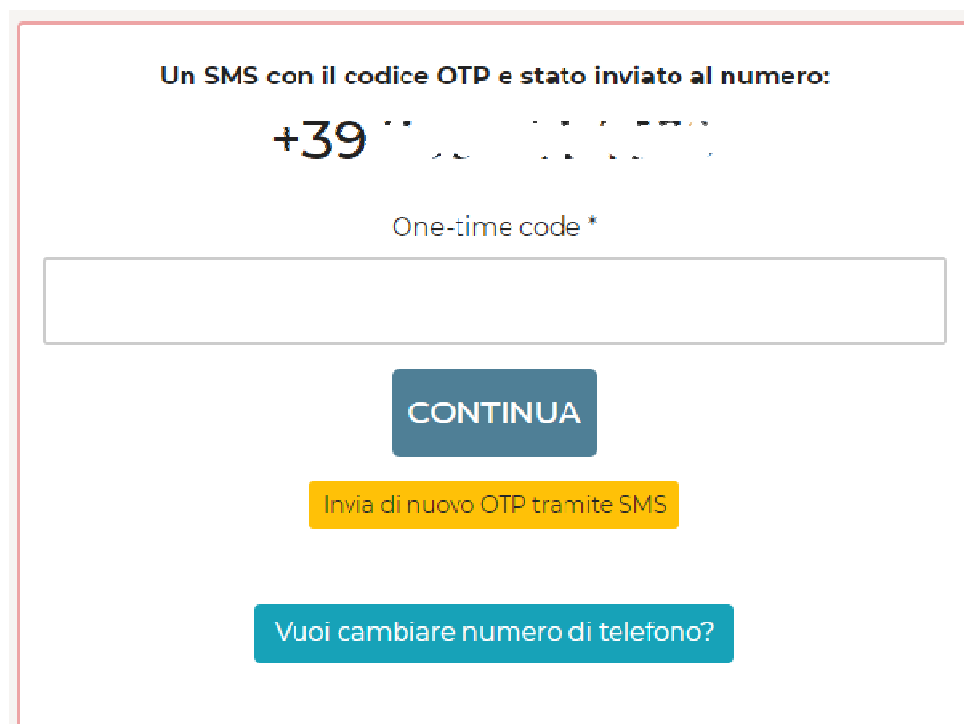 Un SMS con il codice OTP e stato inviato al numero:
+39
One-time code *
CONTINUA
Invia di nuovo OTP tramite SMS
Vuoi cambiare numero di telefono?